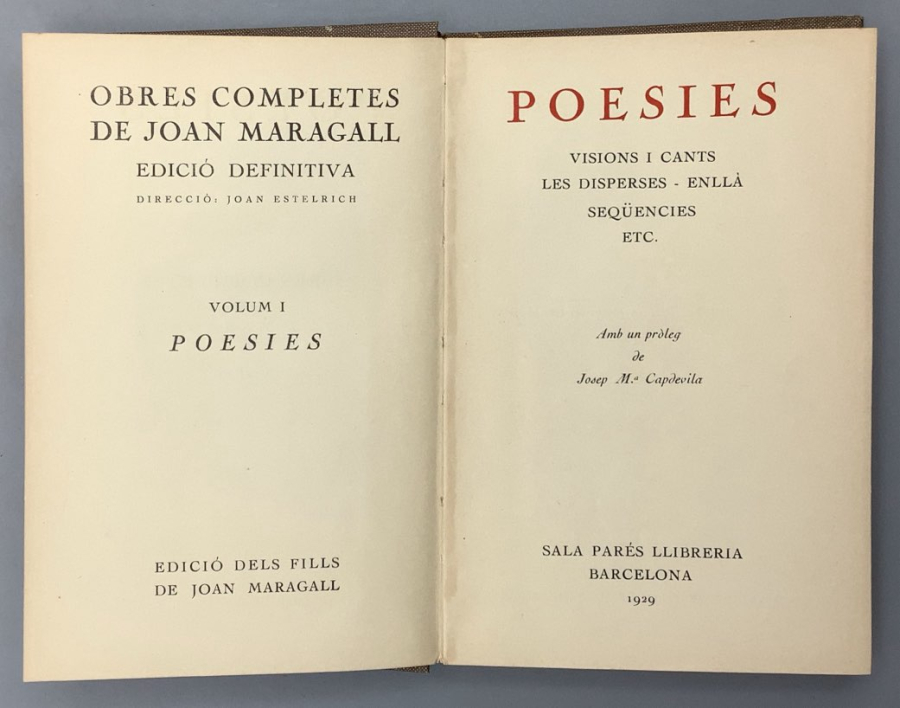 OBRES COMPLETES
DE JOAN MARAGALL
EDICIÓ DEFINITIVA
DIRECCIÓ: JOAN ESTELRICH
VOLUM I
POESIES
EDICIÓ DELS FILLS
DE JOAN MARAGALL
POESIES
VISIONS I CANTS
LES DISPERSES - ENLLÀ
SEQÜENCIES
ETC.
Amb un pròleg
de
Josep M.ª Capdevila
SALA PARÉS LLIBRERIA
BARCELONA
1929